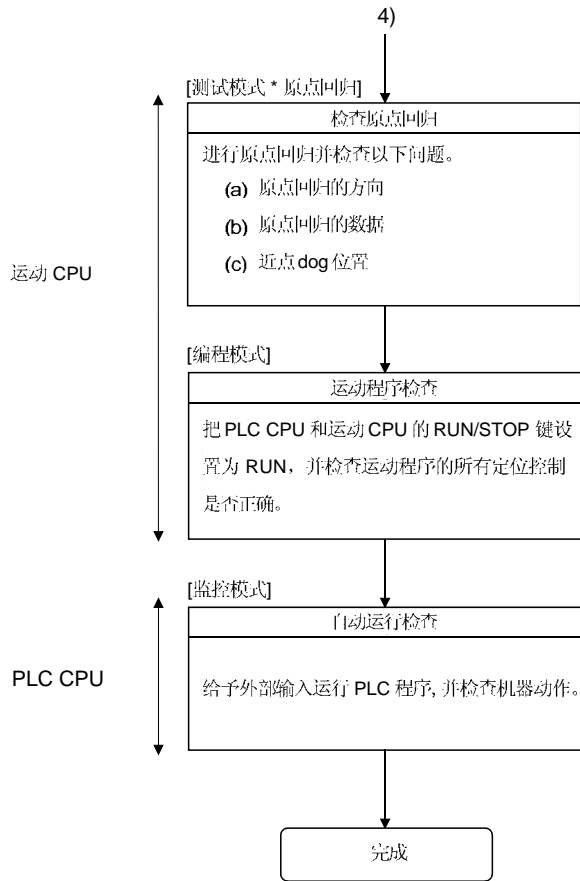 4)
[测试模式 * 原点回归]
检查原点回归
进行原点回归并检查以下问题。
(a) 原点回归的方向
(b) 原点回归的数据
(c) 近点 dog 位置
运动 CPU
[编程模式]
运动程序检查
把 PLC CPU 和运动 CPU 的 RUN/STOP 键设
置为 RUN，并检查运动程序的所有定位控制
是否正确。
[监控模式]
自动运行检查
PLC CPU
给予外部输入运行 PLC 程序, 并检查机器动作。
完成